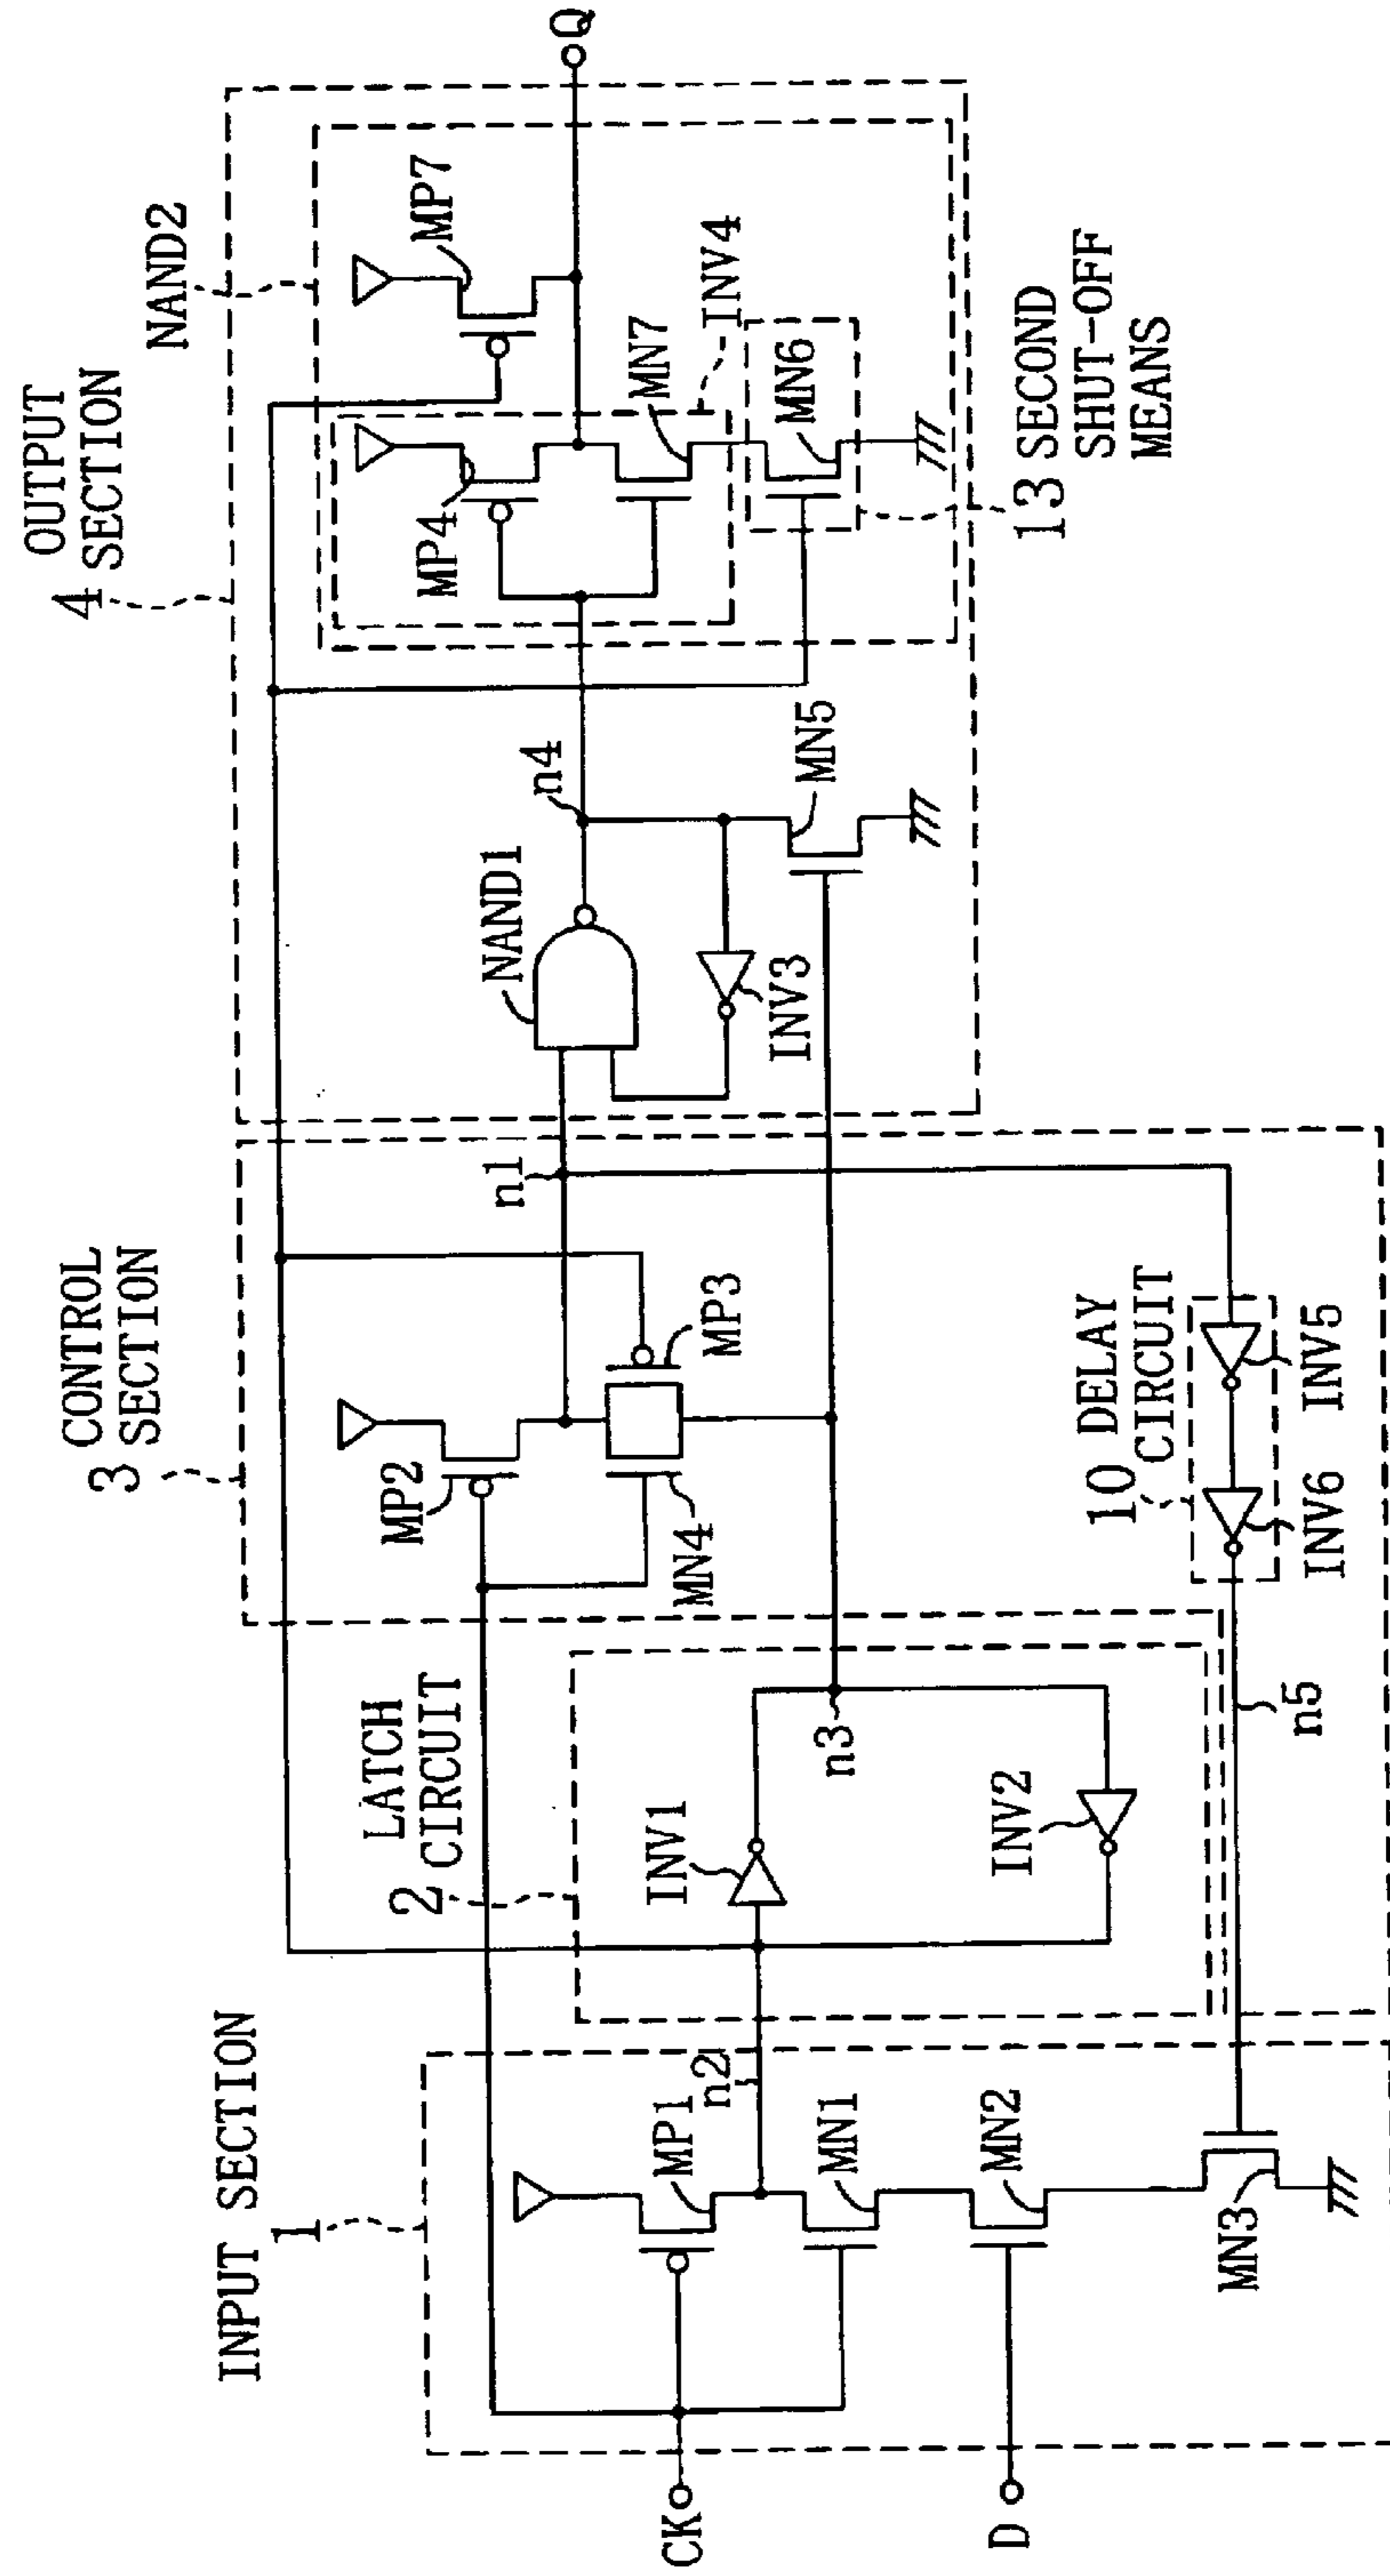 INPUT SECTION
1
LATCH
2 CIRCUIT
CONTROL
3 SECTION
OUTPUT
4 SECTION
NAND2
CK
D
MP1
n2
MN1
MN2
MN3
INV1
INV2
n3
n5
MP2
MN4
MP3
n1
10 DELAY
CIRCUIT
INV6
INV5
NAND1
n4
INV3
MN5
MP4
MP7
MN7
INV4
MN6
13 SECOND
SHUT-OFF
MEANS
Q